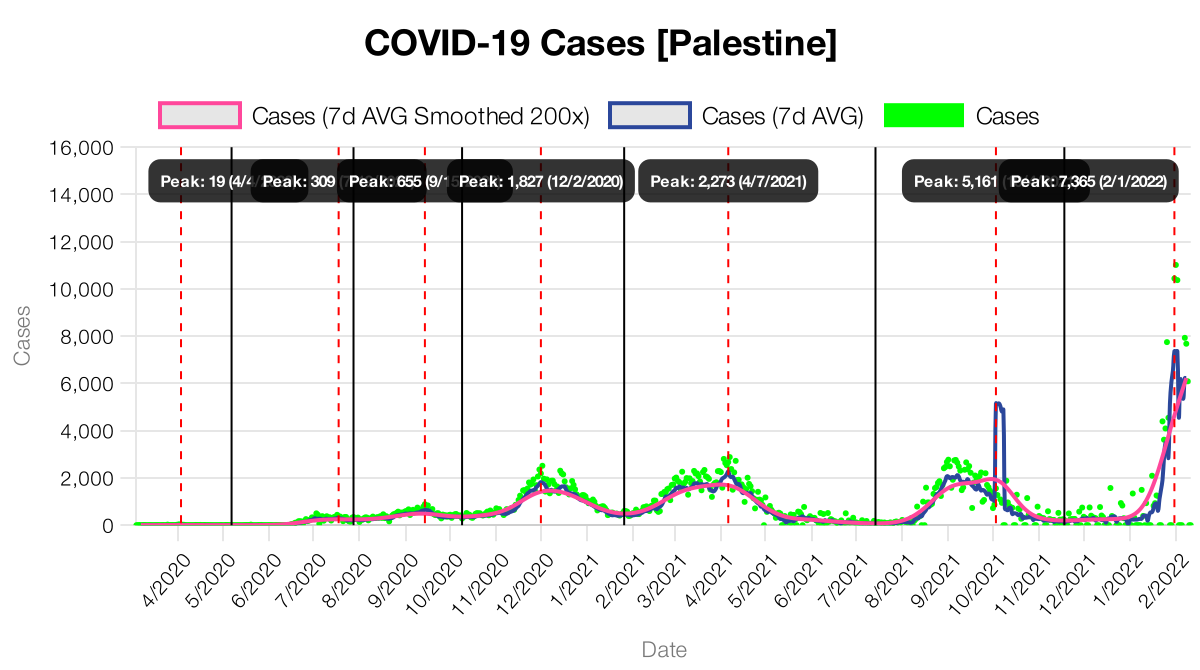 COVID-19 Cases [Palestine]
Cases (7d AVG Smoothed 200x) Cases (7d AVG) Cases
16,000
14,000
12,000
10,000
8,000
6,000
4,000
2,000
0
Cases
Peak: 19 (4/4/ Peak: 309 Peak: 655 (9/1 Peak: 1,827 (12/2/2020) Peak: 2,273 (4/7/2021) Peak: 5,161 Peak: 7,365 (2/1/2022)
4/2020 5/2020 6/2020 7/2020 8/2020 9/2020 10/2020 11/2020 12/2020 1/2021 2/2021 3/2021 4/2021 5/2021 6/2021 7/2021 8/2021 9/2021 10/2021 11/2021 12/2021 1/2022 2/2022
Date